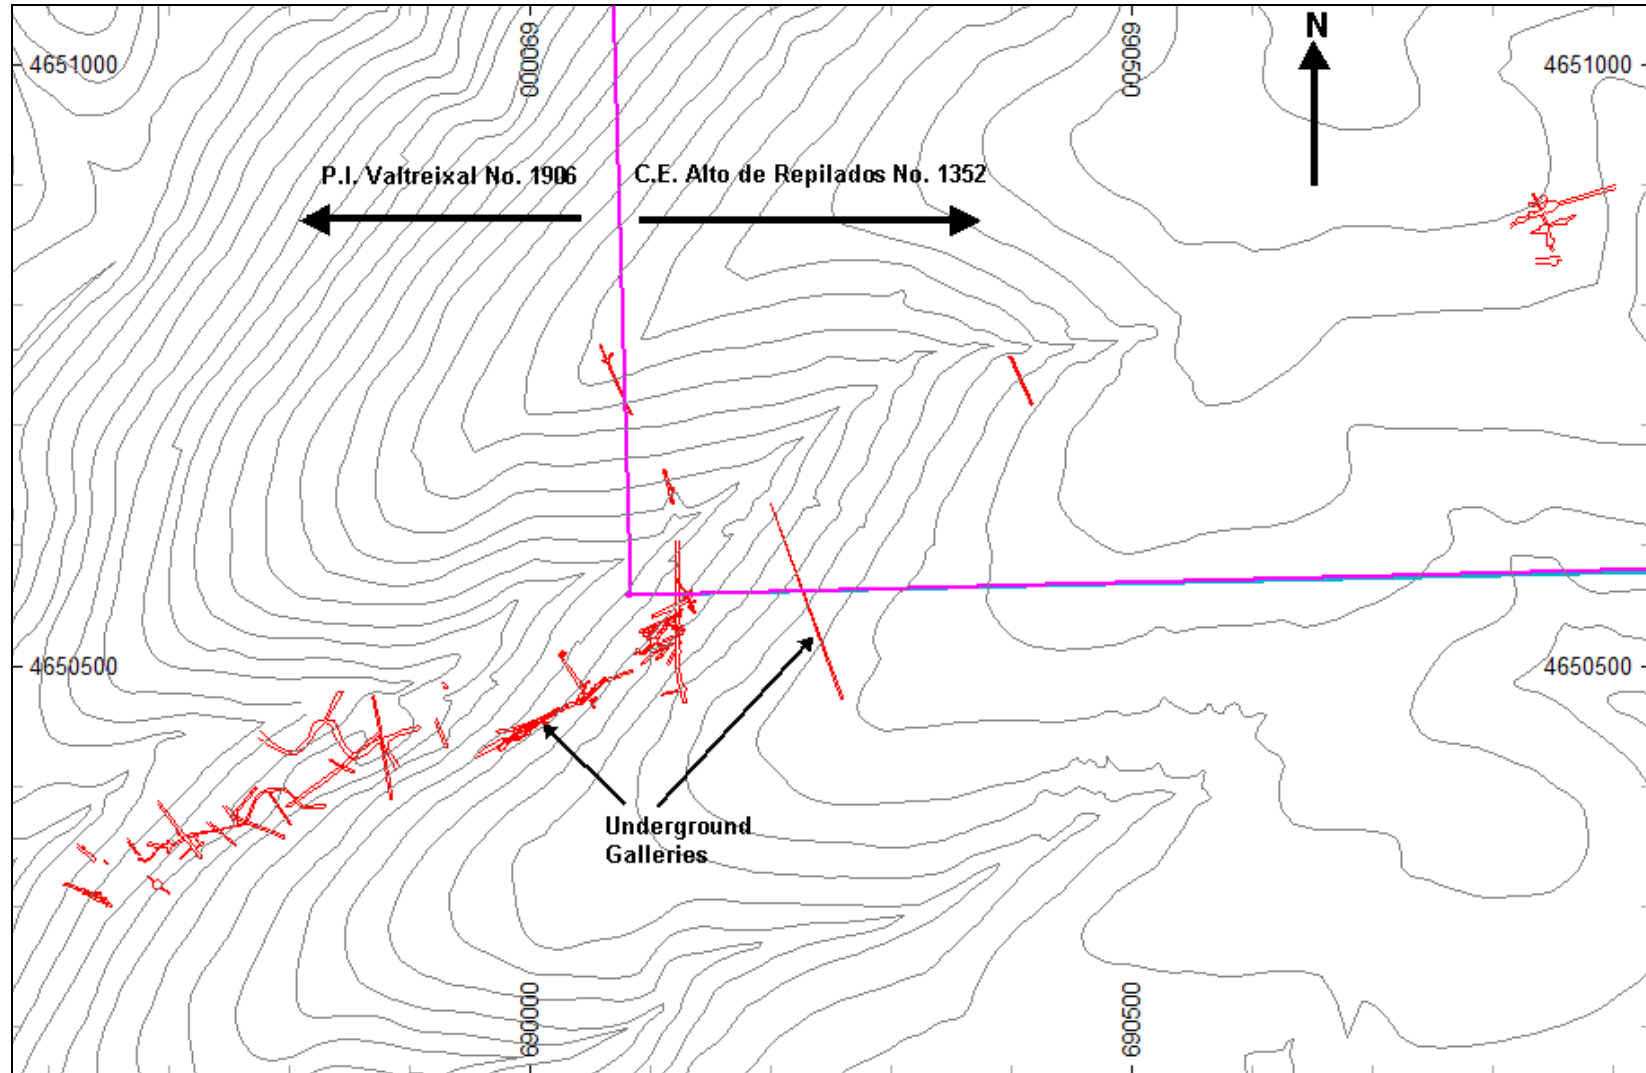 690000
690500
N
4651000
4651000
P.I. Valtreixal No. 1906
C.E. Alto de Repilados No. 1352
4650500
4650500
Underground
Galleries
690000
690500